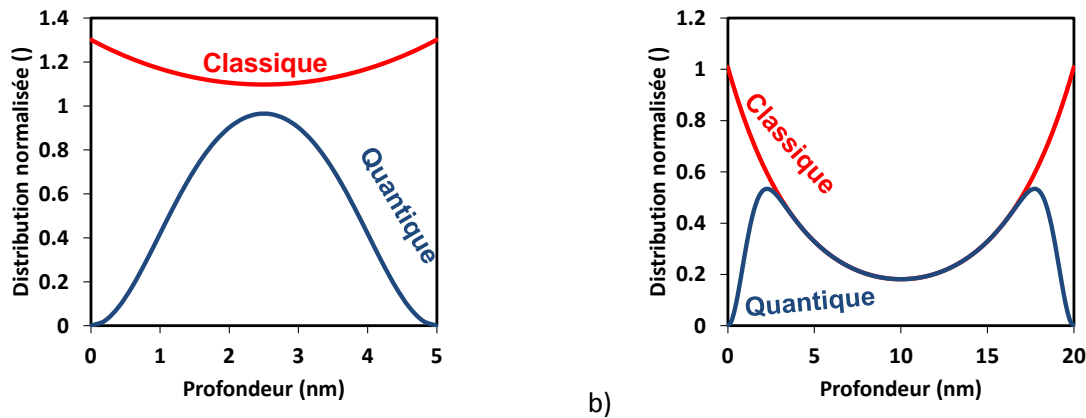 Distribution normalisée ()
1.4
1.2
1
0.8
0.6
0.4
0.2
0
Classique
Quantique
0 1 2 3 4 5
Profondeur (nm)
b)
Distribution normalisée ()
1.2
1
0.8
0.6
0.4
0.2
0
Classique
Quantique
0 5 10 15 20
Profondeur (nm)